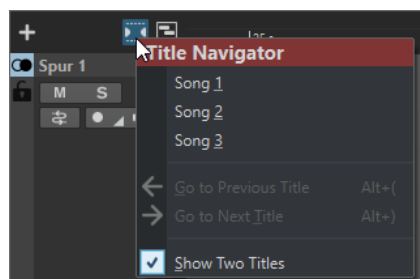 Title Navigator
Spur 1
Song 1
M S
Song 2
Song 3
Go to Previous Title Alt+(
Go to Next Title Alt+)
Show Two Titles